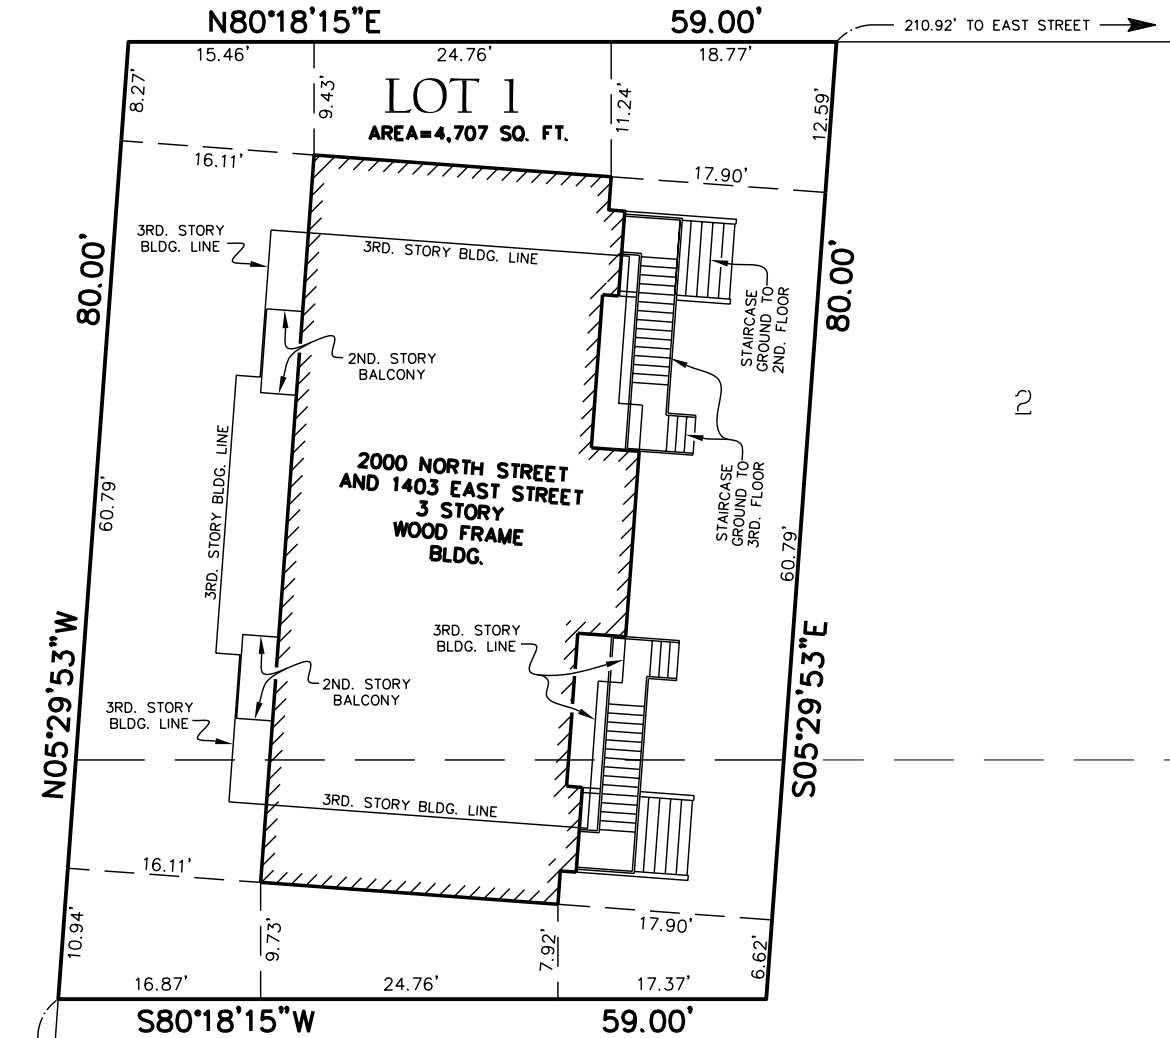 N80°18'15"E
59.00'
210.92' TO EAST STREET
15.46'
24.76'
18.77'
8.27'
9.43'
LOT 1
AREA=4,707 SQ. FT.
11.24'
12.59'
16.11'
17.90'
3RD. STORY
BLDG. LINE
3RD. STORY BLDG. LINE
80.00'
80.00'
STAIRCASE
GROUND TO
2ND. FLOOR
2ND. STORY
BALCONY
2
3RD. STORY BLDG. LINE
60.79'
2000 NORTH STREET
AND 1403 EAST STREET
3 STORY
WOOD FRAME
BLDG.
STAIRCASE
GROUND TO
3RD. FLOOR
60.79'
N05°29'53"W
3RD. STORY
BLDG. LINE
S05°29'53"E
2ND. STORY
BALCONY
3RD. STORY
BLDG. LINE
3RD. STORY BLDG. LINE
16.11'
17.90'
10.94'
9.73'
7.92'
6.62'
16.87'
24.76'
17.37'
S80°18'15"W
59.00'